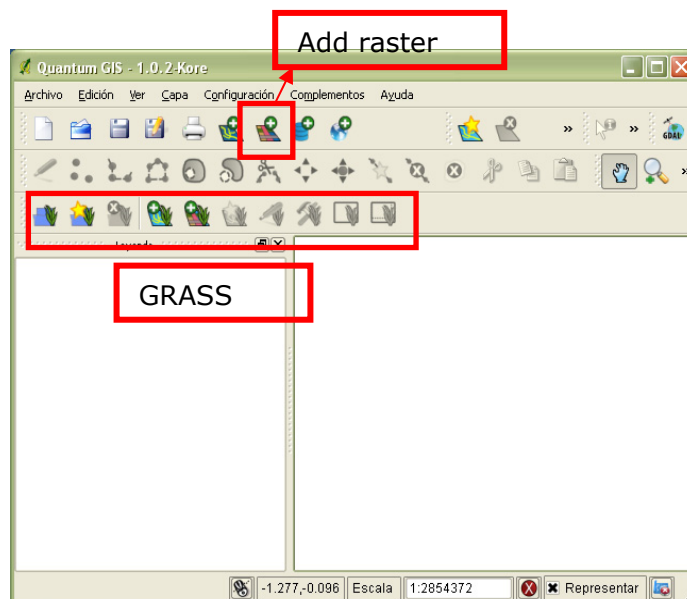 Add raster
Quantum GIS - 1.0.2-Kore
Archivo Edición Ver Capa Configuración Complementos Ayuda
»
»
GDAL
»
GRASS
-1.277,-0.096 Escala 1:2854372 Representar